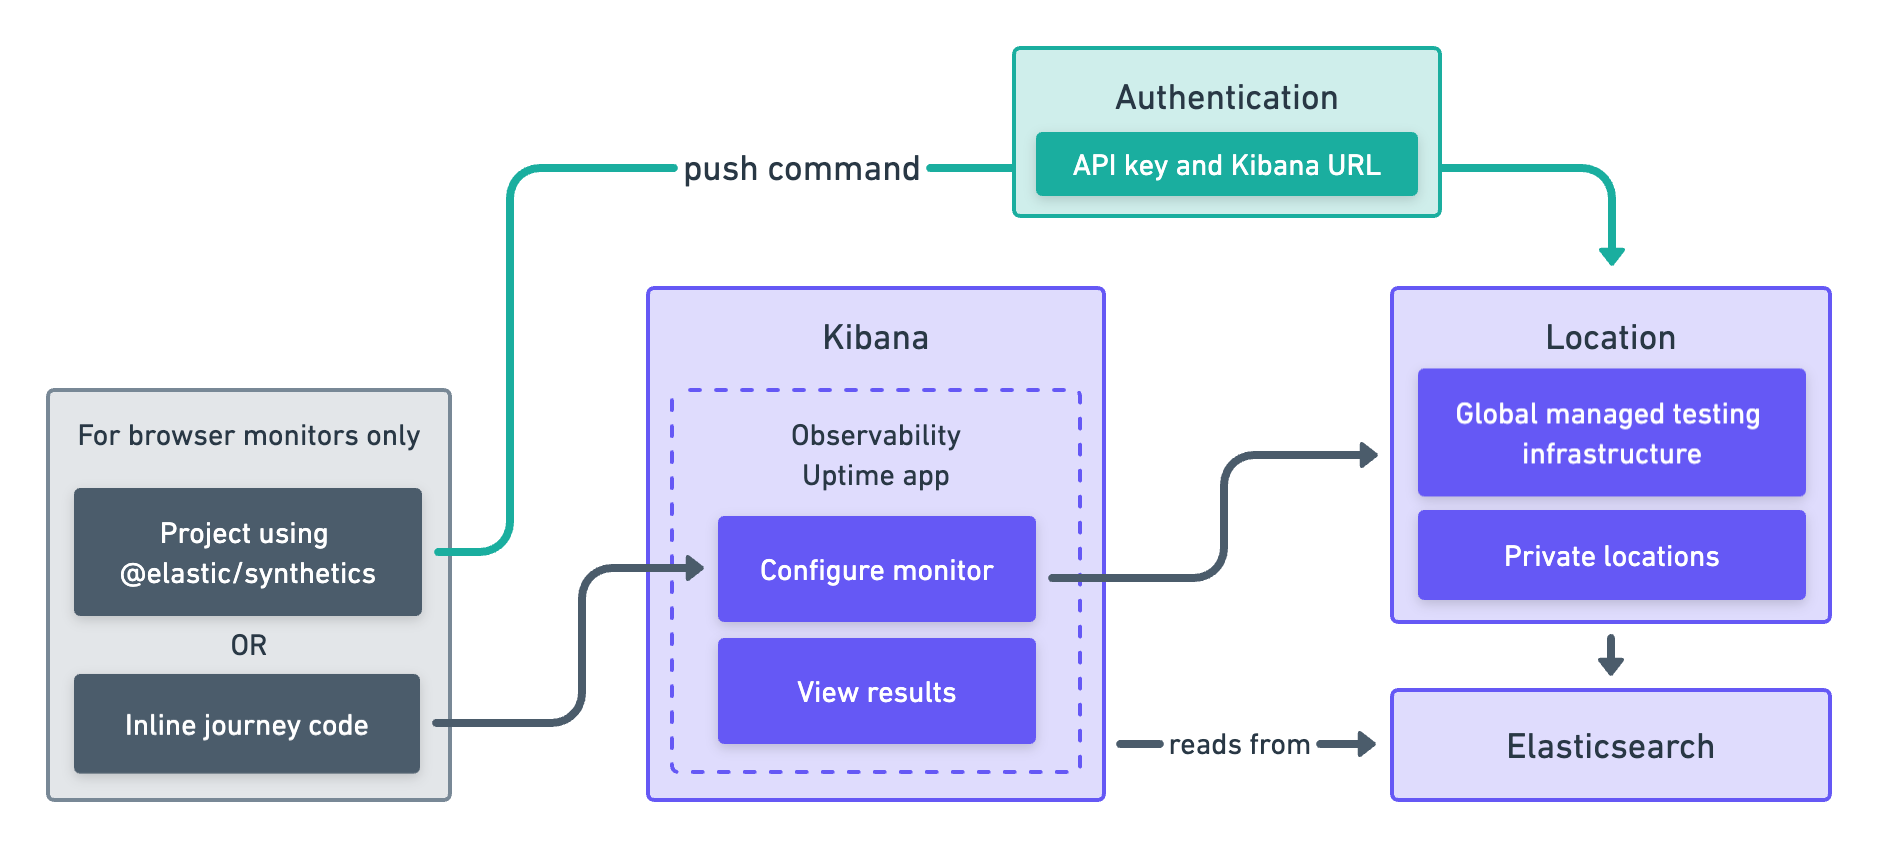 Authentication
API key and Kibana URL
push command
Kibana
Observability
Uptime app
Configure monitor
View results
Location
Global managed testing
infrastructure
Private locations
For browser monitors only
Project using
@elastic/synthetics
OR
Inline journey code
reads from
Elasticsearch